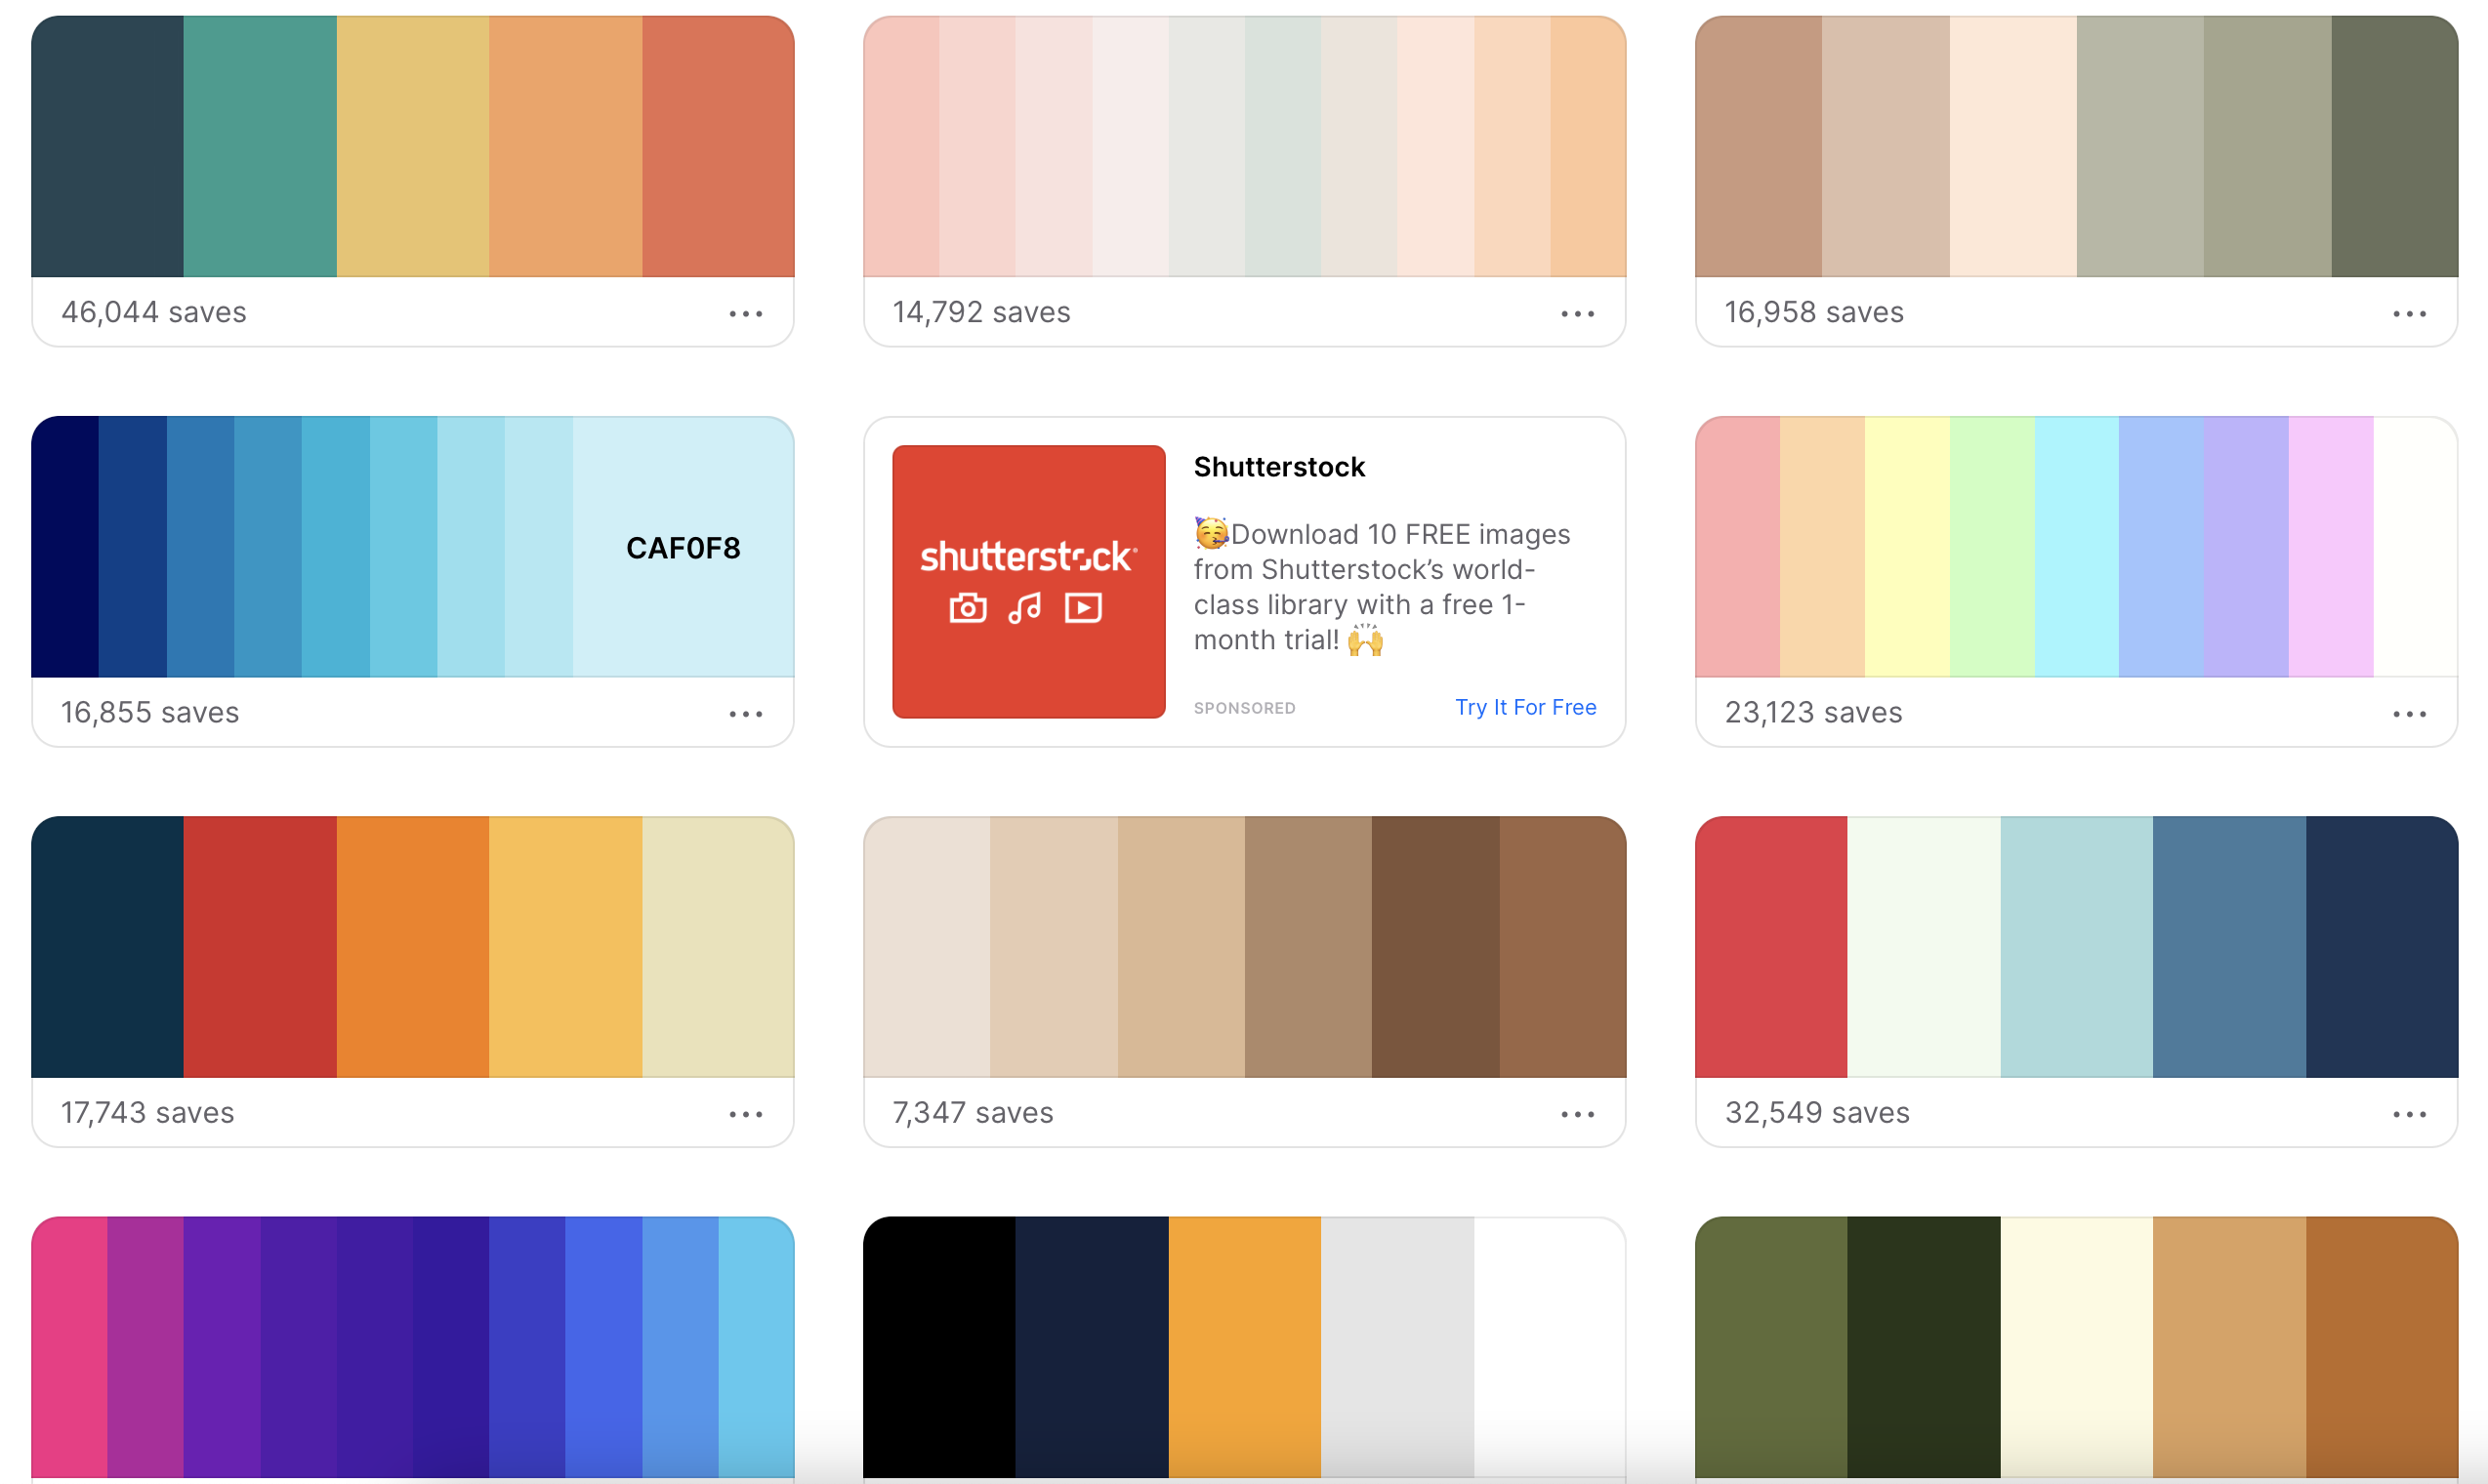 46,044 saves
14,792 saves
16,958 saves
CAF0F8
16,855 saves
shutterstock
Shutterstock
🥳Download 10 FREE images
from Shutterstock’s world-
class library with a free 1-
month trial! 🙌
SPONSORED
Try It For Free
23,123 saves
17,743 saves
7,347 saves
32,549 saves